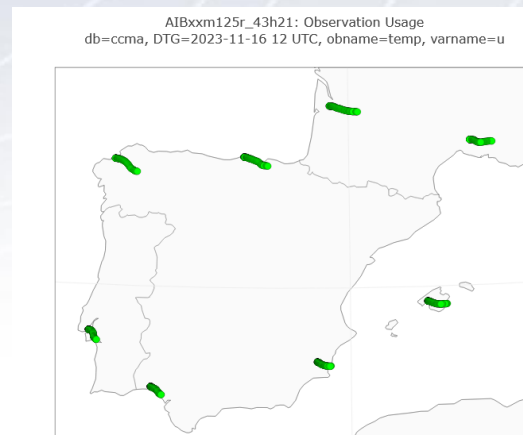 AIBxxm125r_43h21: Observation Usage
db=ccma, DTG=2023-11-16 12 UTC, obname=temp, varname=u